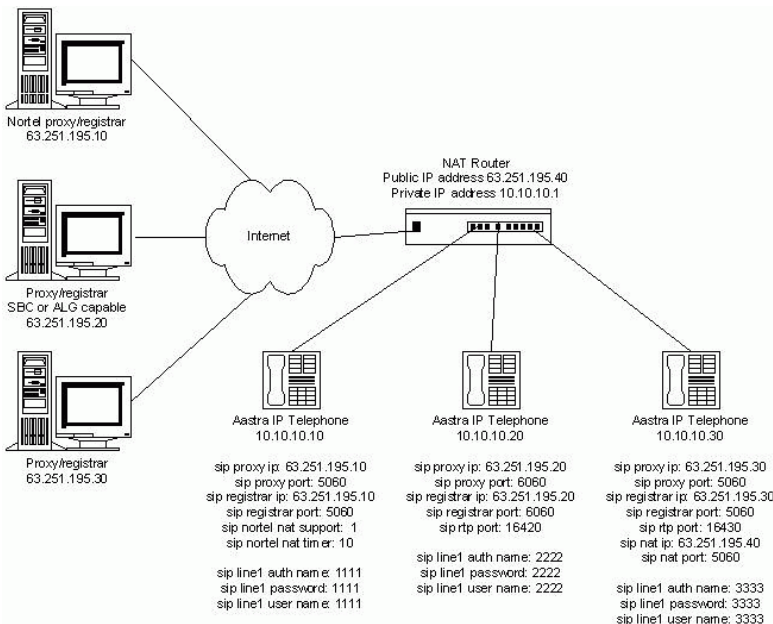 Nortel proxy/registrar
63.251.195.10
NAT Router
Public IP address 63.251.195.40
Private IP address 10.10.10.1
Internet
Proxy/registrar
SBC or ALG capable
63.251.195.20
Proxy/registrar
63.251.195.30
Aastra IP Telephone
10.10.10.10
sip proxy ip: 63.251.195.10
sip proxy port: 5060
sip registrar ip: 63.251.195.10
sip registrar port: 5060
sip nortel nat support: 1
sip nortel nat timer: 10
sip line1 auth name: 1111
sip line1 password: 1111
sip line1 user name: 1111
Aastra IP Telephone
10.10.10.20
sip proxy ip: 63.251.195.20
sip proxy port: 6060
sip registrar ip: 63.251.195.20
sip registrar port: 6060
sip rtp port: 16420
sip line1 auth name: 2222
sip line1 password: 2222
sip line1 user name: 2222
Aastra IP Telephone
10.10.10.30
sip proxy ip: 63.251.195.30
sip proxy port: 5060
sip registrar ip: 63.251.195.30
sip registrar port: 5060
sip rtp port: 16430
sip nat ip: 63.251.195.40
sip nat port: 5060
sip line1 auth name: 3333
sip line1 password: 3333
sip line1 user name: 3333